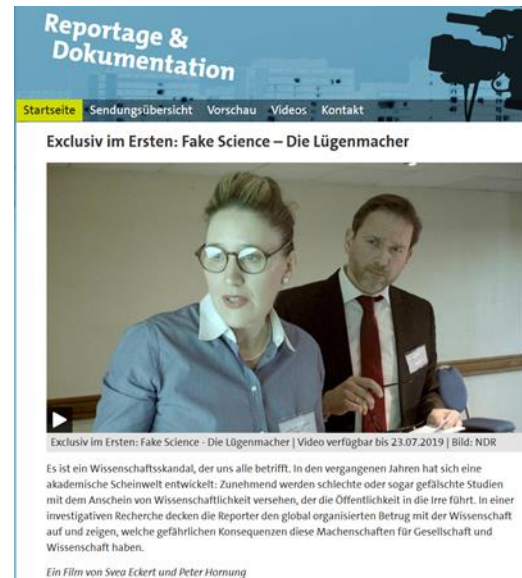 Reportage &
Dokumentation
Startseite Sendungsübersicht Vorschau Videos Kontakt
Exclusiv im Ersten: Fake Science – Die Lügenmacher
Exclusiv im Ersten: Fake Science - Die Lügenmacher | Video verfügbar bis 23.07.2019 | Bild: NDR
Es ist ein Wissenschaftsskandal, der uns alle betrifft. In den vergangenen Jahren hat sich eine
akademische Scheinwelt entwickelt: Zunehmend werden schlechte oder sogar gefälschte Studien
mit dem Anschein von Wissenschaftlichkeit versehen, der die Öffentlichkeit in die Irre führt. In einer
investigativen Recherche decken die Reporter den global organisierten Betrug mit der Wissenschaft
auf und zeigen, welche gefährlichen Konsequenzen diese Machenschaften für Gesellschaft und
Wissenschaft haben.
Ein Film von Svea Eckert und Peter Hornung